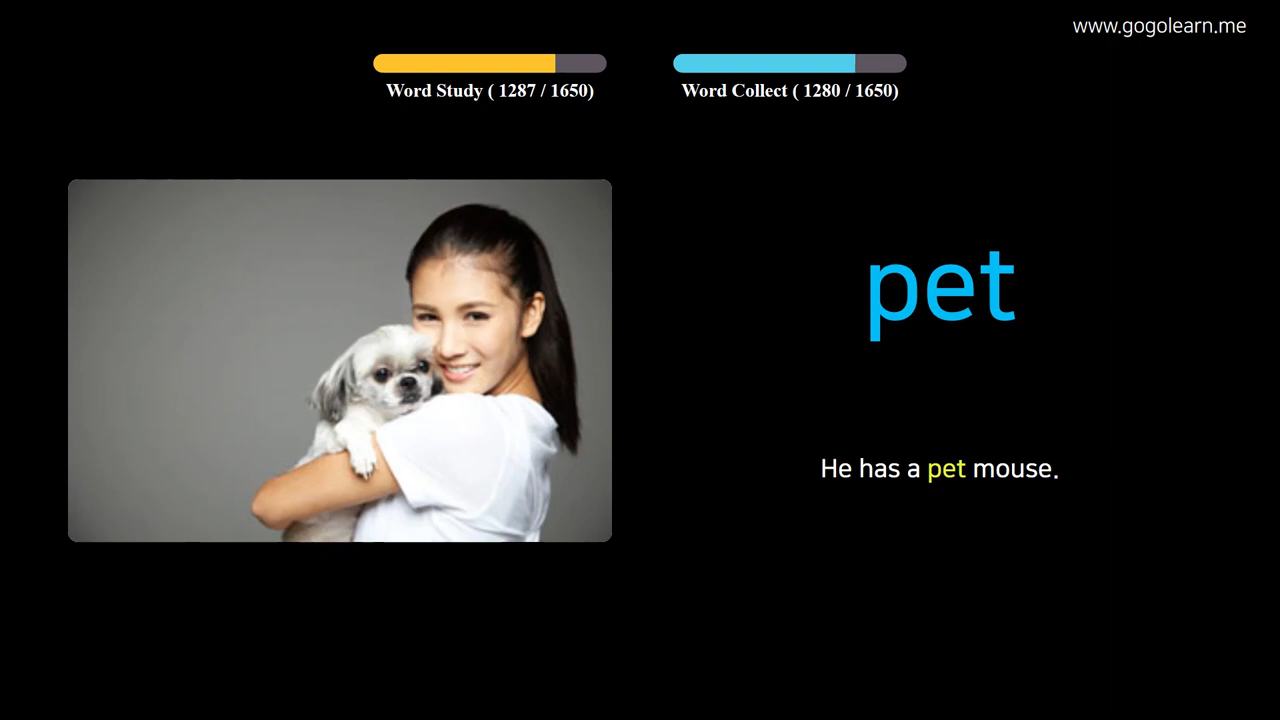 www.gogolearn.me
Word Study ( 1287 / 1650)
Word Collect ( 1280 / 1650)
pet
He has a pet mouse.